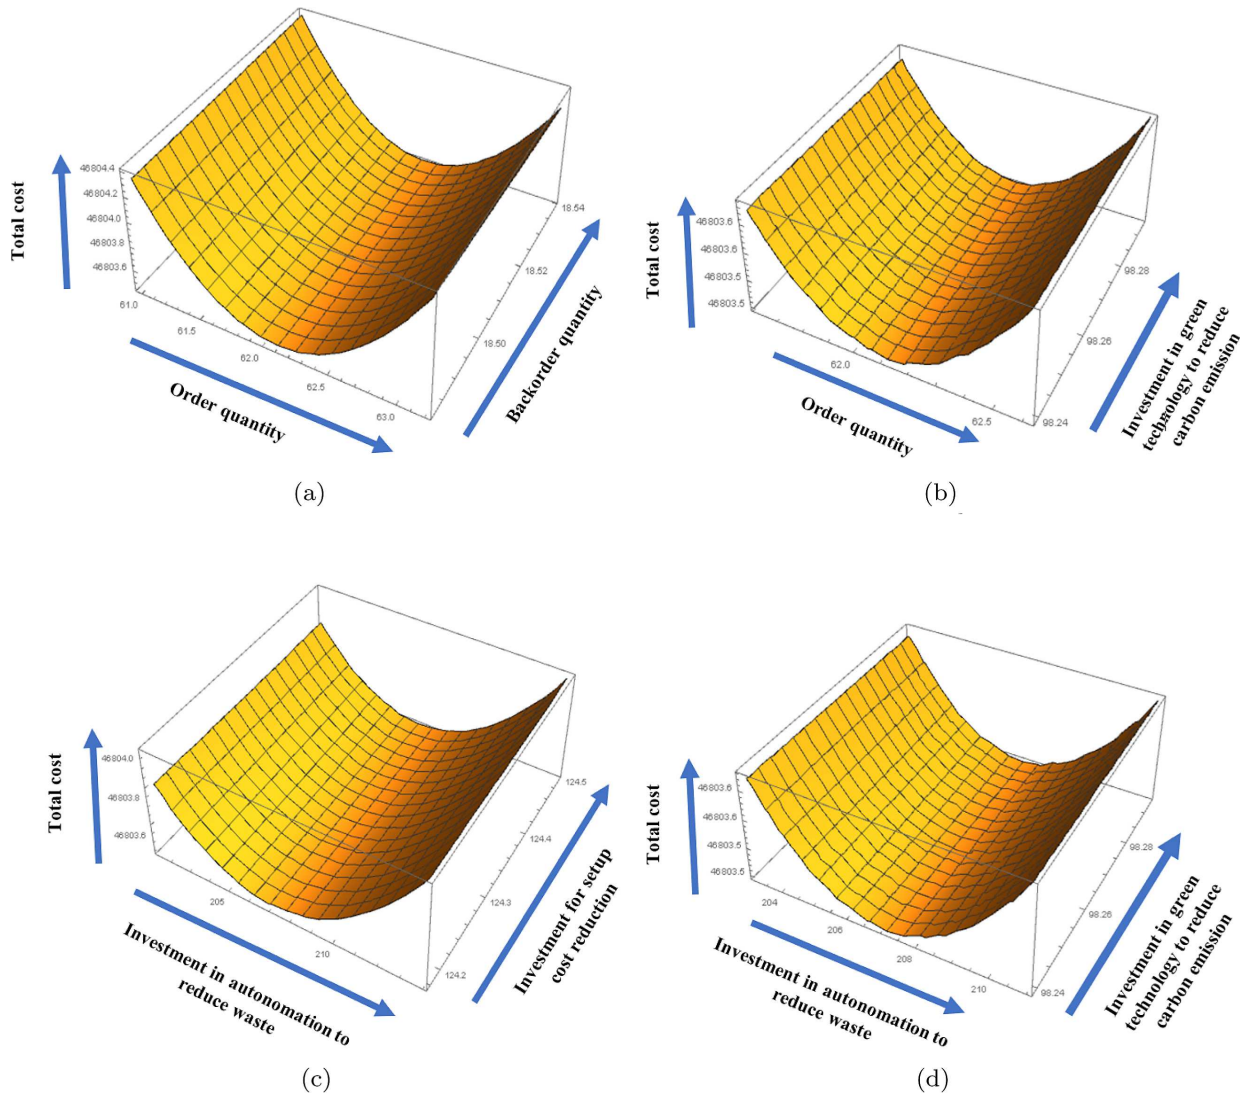 Total cost
46804.4
46804.2
46804.0
46803.8
46803.6
61.0
61.5
62.0
62.5
63.0
Order quantity
18.50
18.52
18.54
Backorder quantity
(a)
Total cost
46803.6
46803.6
46803.5
46803.5
62.0
62.5
Order quantity
98.24
98.26
98.28
Investment in green
technology to reduce
carbon emission
(b)
Total cost
46804.0
46803.8
46803.6
205
210
Investment in autonomation to
reduce waste
124.2
124.3
124.4
124.5
Investment for setup
cost reduction
(c)
Total cost
46803.6
46803.6
46803.5
46803.5
204
206
208
210
Investment in autonomation to
reduce waste
98.24
98.26
98.28
Investment in green
technology to reduce
carbon emission
(d)